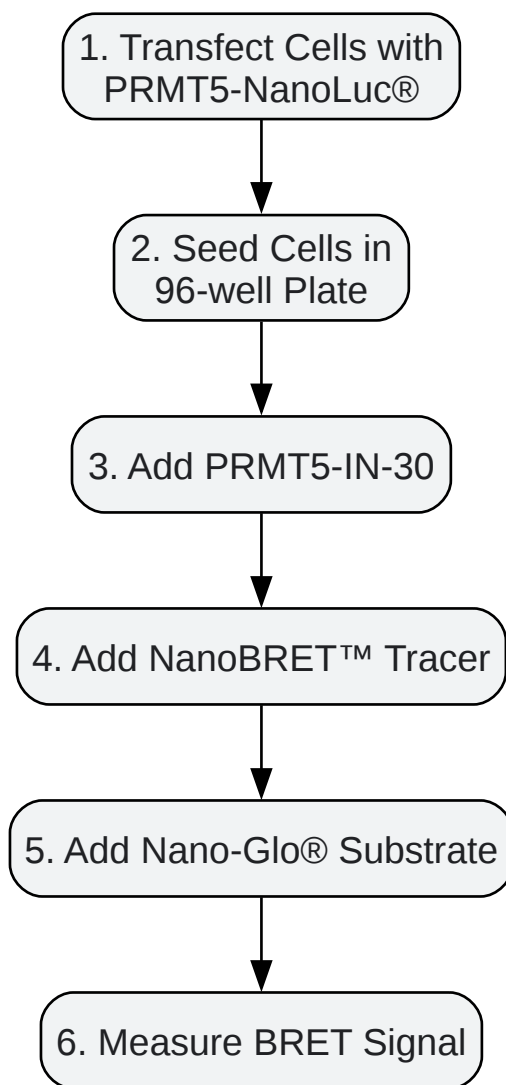 1. Transfect Cells with
PRMT5-NanoLuc®
2. Seed Cells in
96-well Plate
3. Add PRMT5-IN-30
4. Add NanoBRET™ Tracer
5. Add Nano-Glo® Substrate
6. Measure BRET Signal